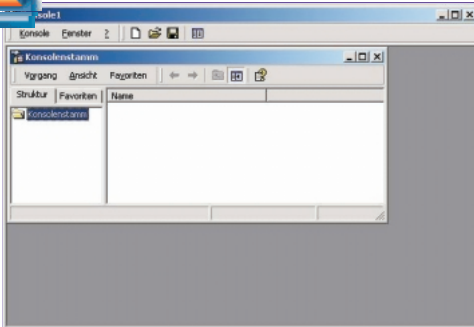 sole1
Konsole Fenster ?
Konsolenstamm
Vorgang Ansicht Favoriten
Struktur Favoriten Name
Konsolenstamm